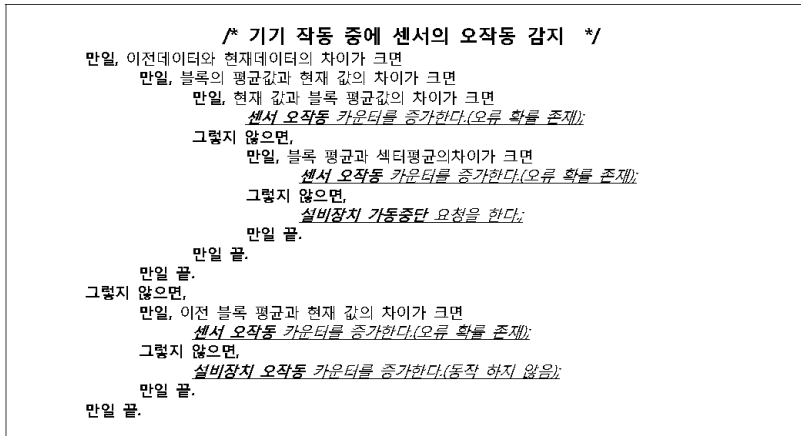 /* 기기 작동 중에 센서의 오작동 감지 */
만일, 이전데이터와 현재데이터의 차이가 크면
만일, 블록의 평균값과 현재 값의 차이가 크면
만일, 현재 값과 블록 평균값의 차이가 크면
센서 오작동 카운터를 증가한다.(오류 확률 존재);
그렇지 않으면,
만일, 블록 평균과 섹터평균의차이가 크면
센서 오작동 카운터를 증가한다.(오류 확률 존재);
그렇지 않으면,
설비장치 가동중단 요청을 한다.;
만일 끝.
만일 끝.
만일 끝.
그렇지 않으면,
만일, 이전 블록 평균과 현재 값의 차이가 크면
센서 오작동 카운터를 증가한다.(오류 확률 존재);
그렇지 않으면,
설비장치 오작동 카운터를 증가한다.(동작 하지 않음);
만일 끝.
만일 끝.